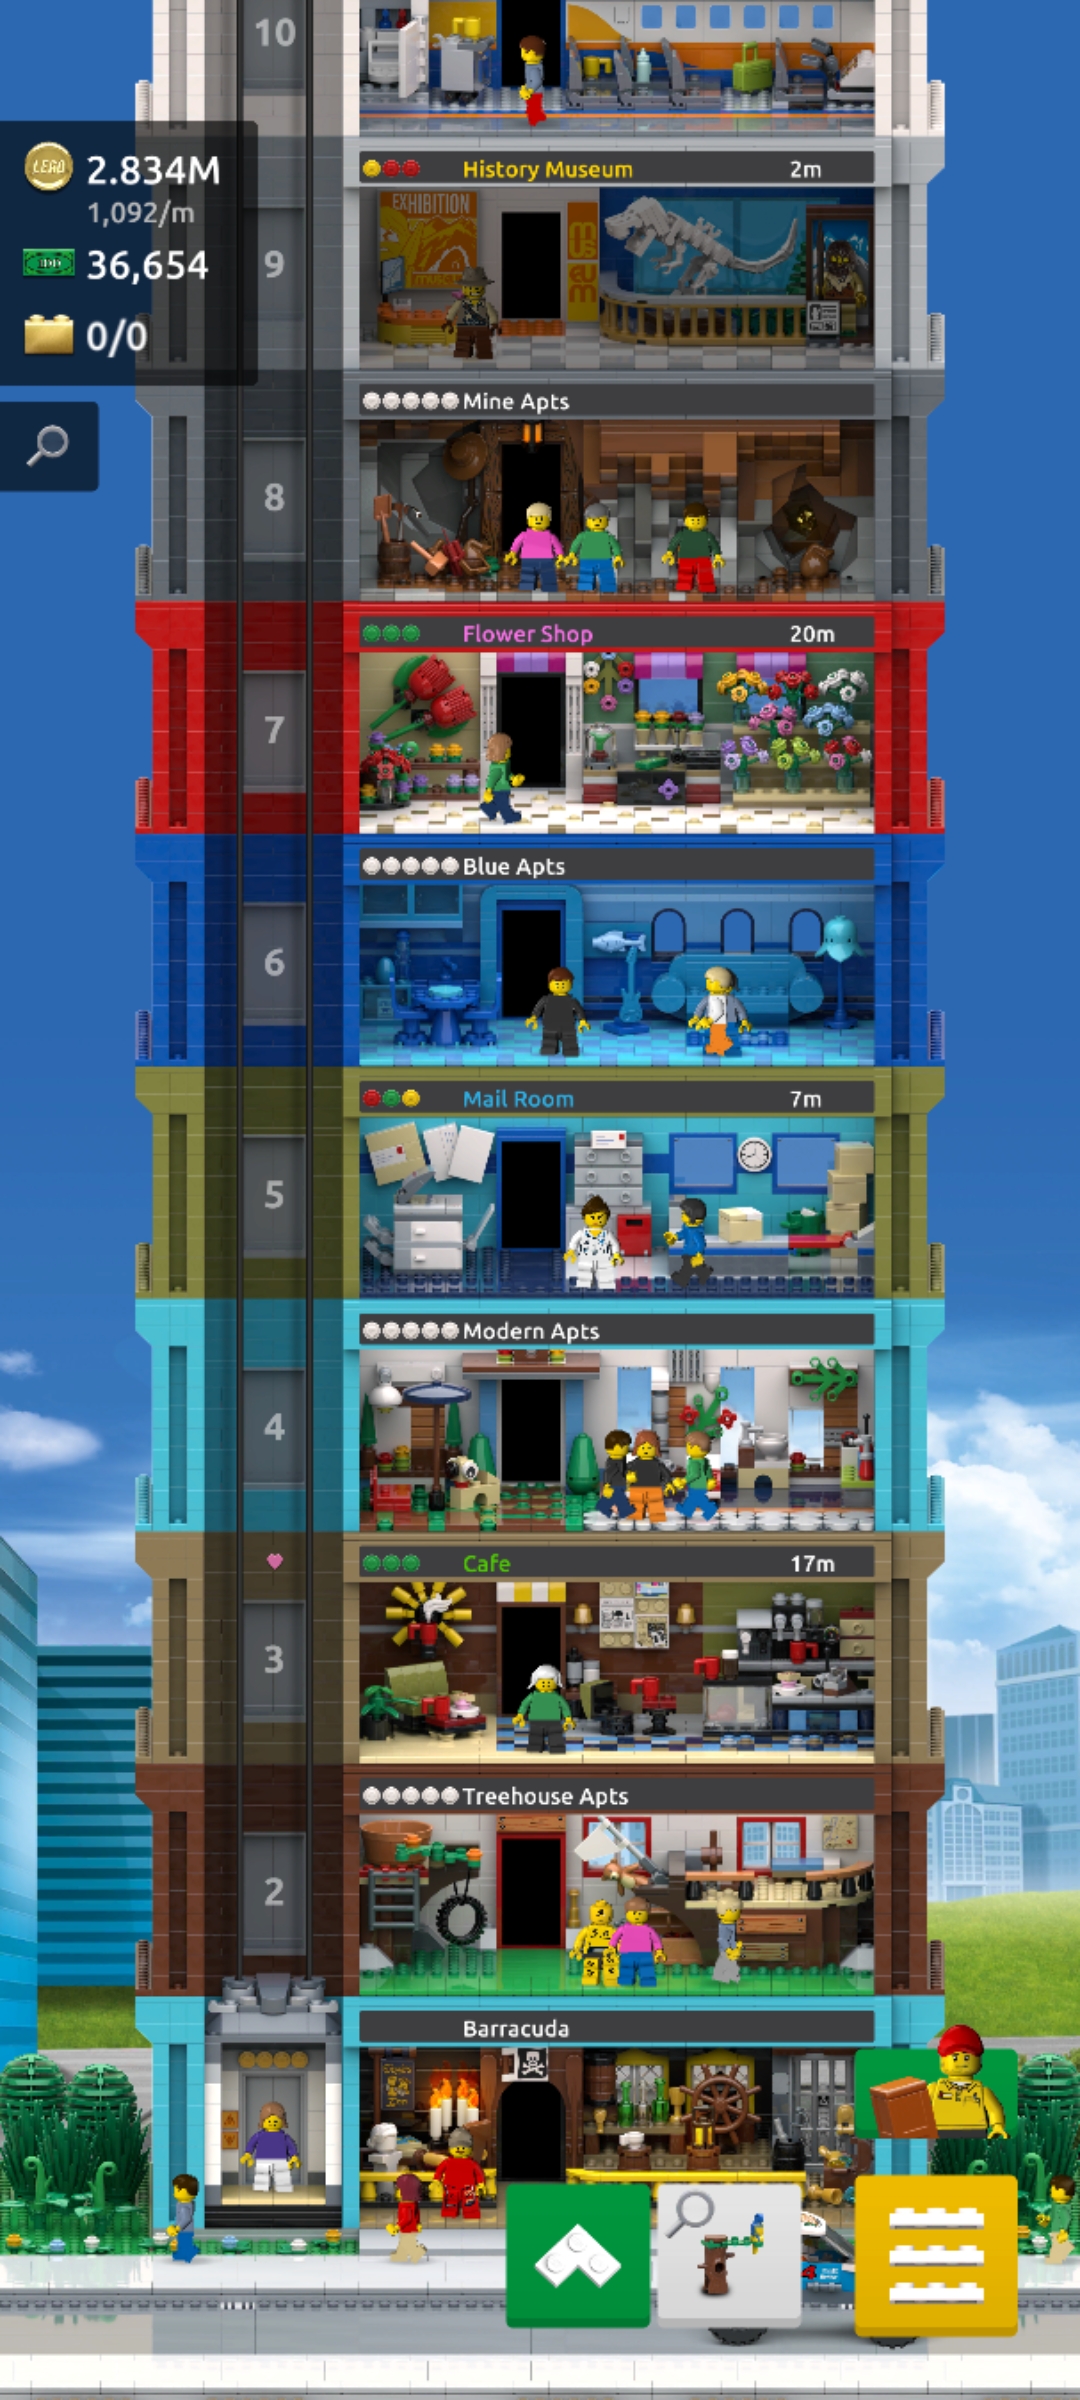 10
LEGO
2.834M
1,092/m
36,654
0/0
History Museum 2m
EXHIBITION
9
Mine Apts
8
Flower Shop 20m
7
Blue Apts
6
Mail Room 7m
5
Modern Apts
4
Cafe 17m
3
Treehouse Apts
2
Barracuda